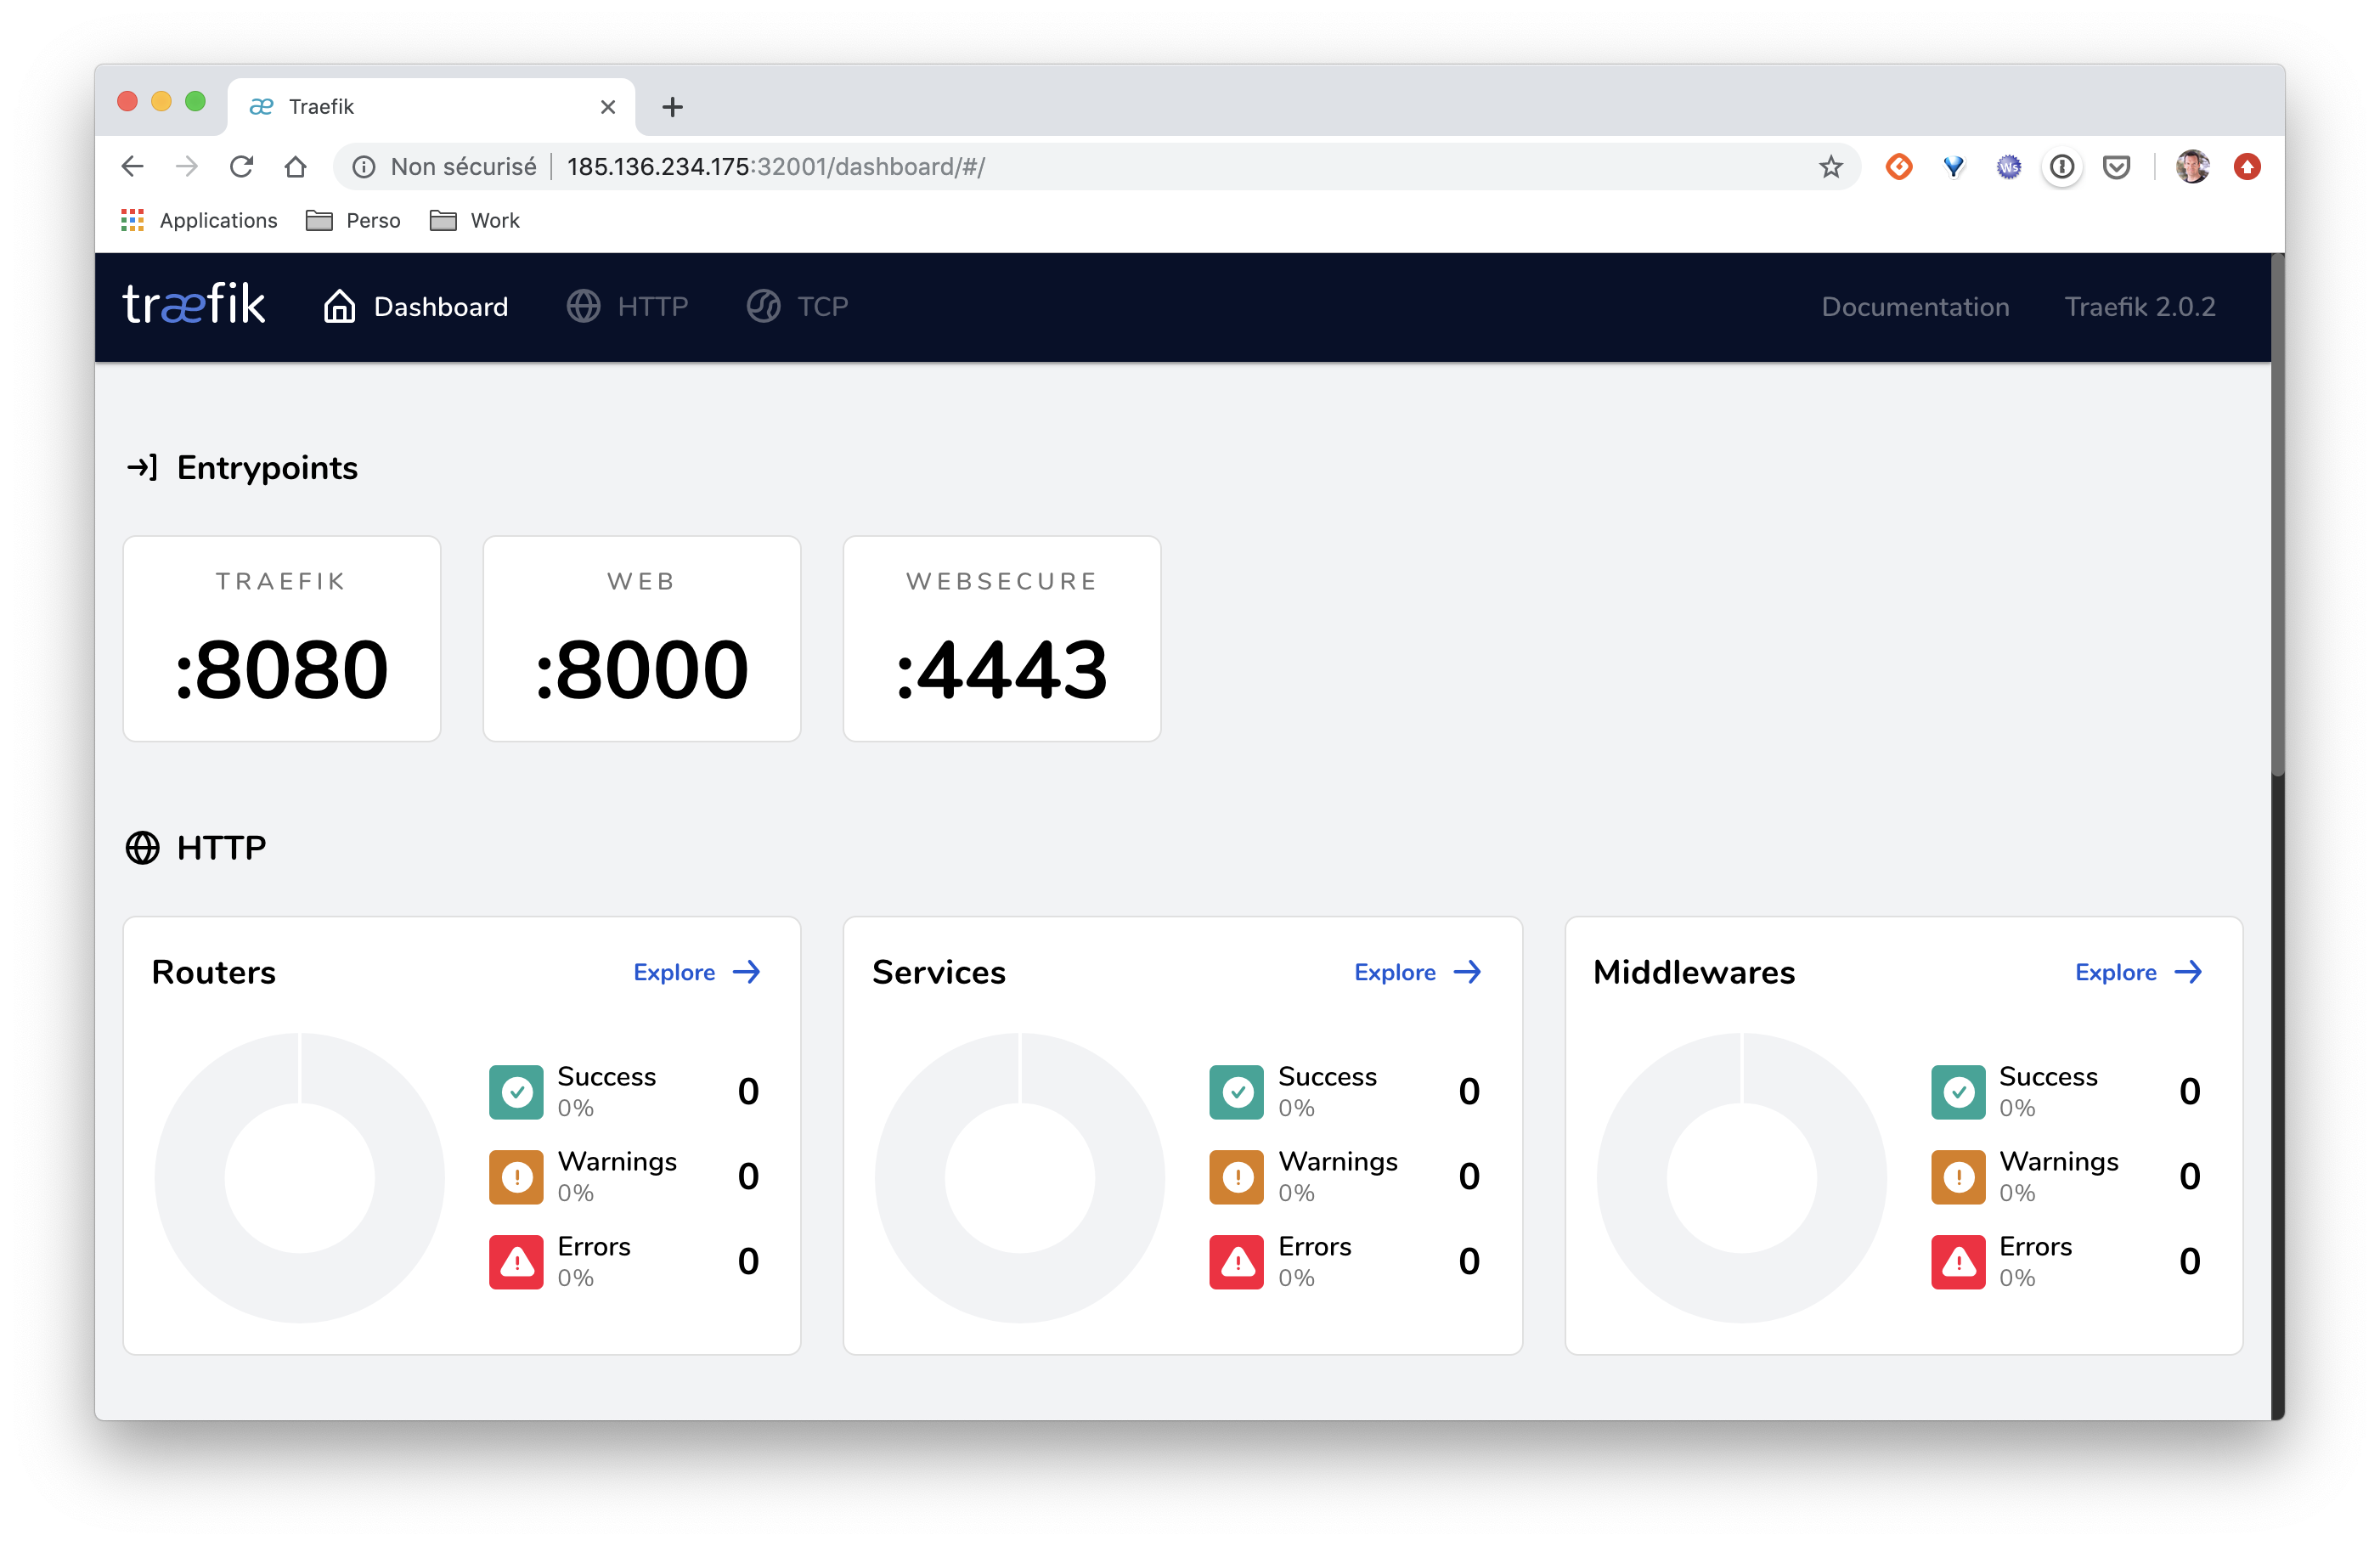 Traefik
Non sécurisé 185.136.234.175:32001/dashboard/#/
Applications Perso Work
træfik Dashboard HTTP TCP Documentation Traefik 2.0.2
Entrypoints
TRAEFIK WEB WEBSECURE
:8080 :8000 :4443
HTTP
Routers Explore Services Explore Middlewares Explore
Success 0 Success 0 Success 0
0% 0% 0%
Warnings 0 Warnings 0 Warnings 0
0% 0% 0%
Errors 0 Errors 0 Errors 0
0% 0% 0%